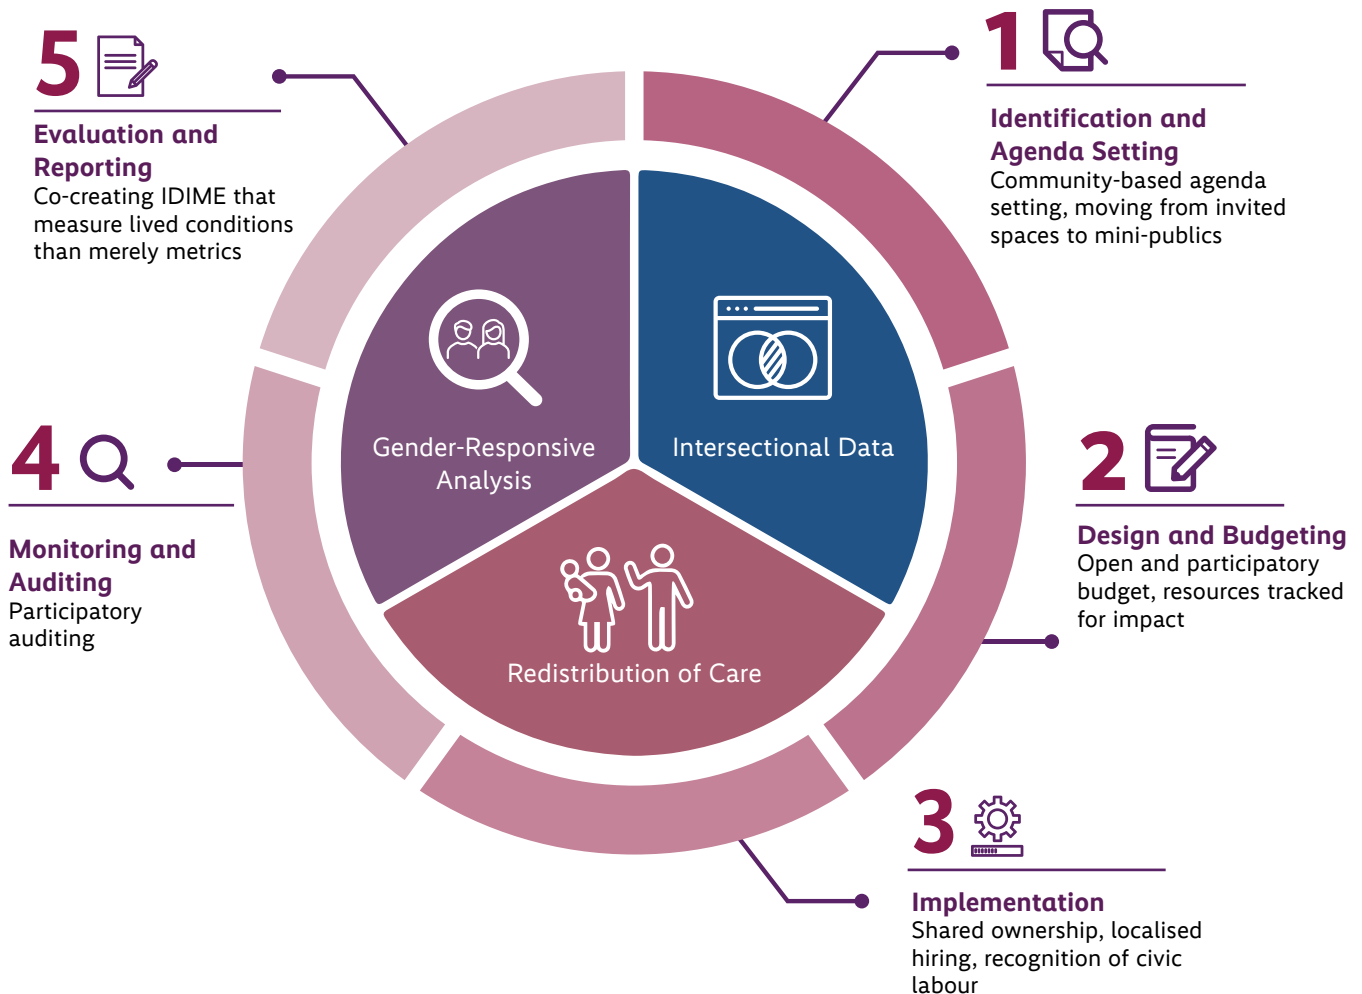 1
Identification and
Agenda Setting
Community-based agenda
setting, moving from invited
spaces to mini-publics
2
Design and Budgeting
Open and participatory
budget, resources tracked
for impact
3
Implementation
Shared ownership, localised
hiring, recognition of civic
labour
4
Monitoring and
Auditing
Participatory
auditing
5
Evaluation and
Reporting
Co-creating IDIME that
measure lived conditions
than merely metrics
Gender-Responsive
Analysis
Intersectional Data
Redistribution of Care